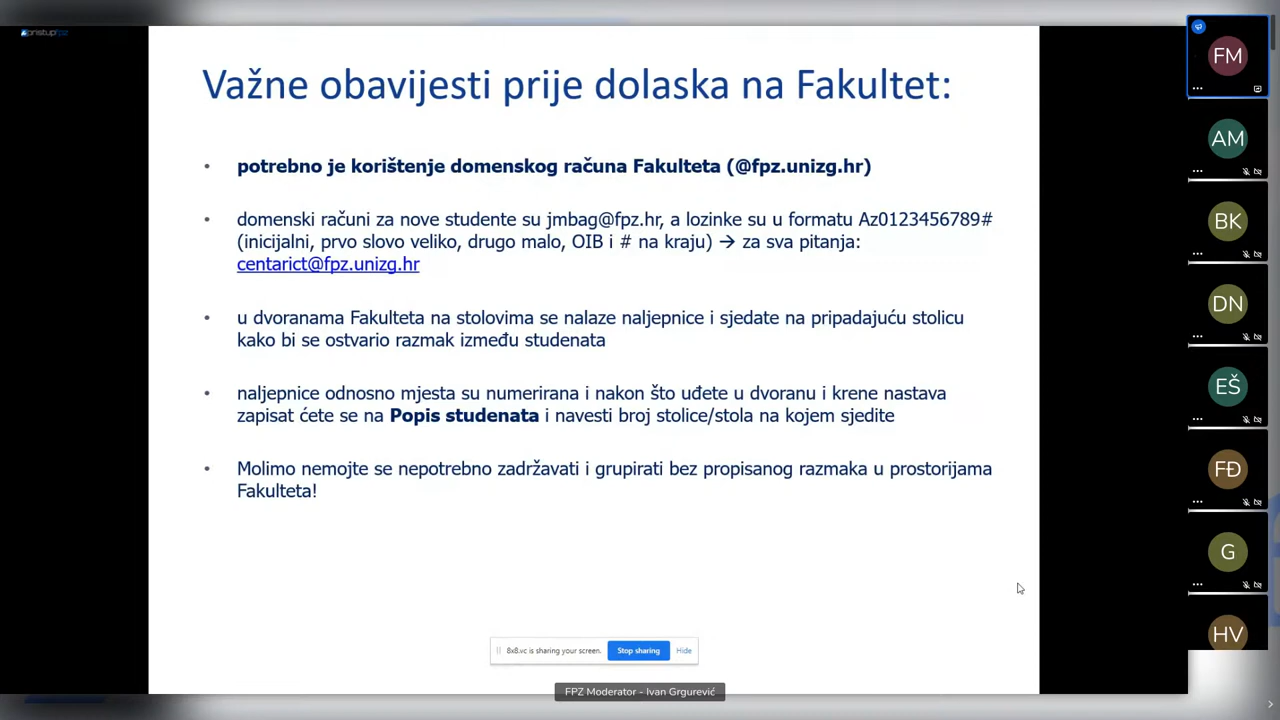 pristupfpz
Važne obavijesti prije dolaska na Fakultet:
• potrebno je korištenje domenskog računa Fakulteta (@fpz.unizg.hr)
• domenski računi za nove studente su jmbag@fpz.hr, a lozinke su u formatu Az0123456789#
(inicijalni, prvo slovo veliko, drugo malo, OIB i # na kraju) → za sva pitanja:
centarict@fpz.unizg.hr
• u dvoranama Fakulteta na stolovima se nalaze naljepnice i sjedate na pripadajuću stolicu
kako bi se ostvario razmak između studenata
• naljepnice odnosno mjesta su numerirana i nakon što uđete u dvoranu i krene nastava
zapisat ćete se na Popis studenata i navesti broj stolice/stola na kojem sjedite
• Molimo nemojte se nepotrebno zadržavati i grupirati bez propisanog razmaka u prostorijama
Fakulteta!
8x8.vc is sharing your screen. Stop sharing Hide
FPZ Moderator - Ivan Grgurević
FM
AM
BK
DN
EŠ
FĐ
G
HV